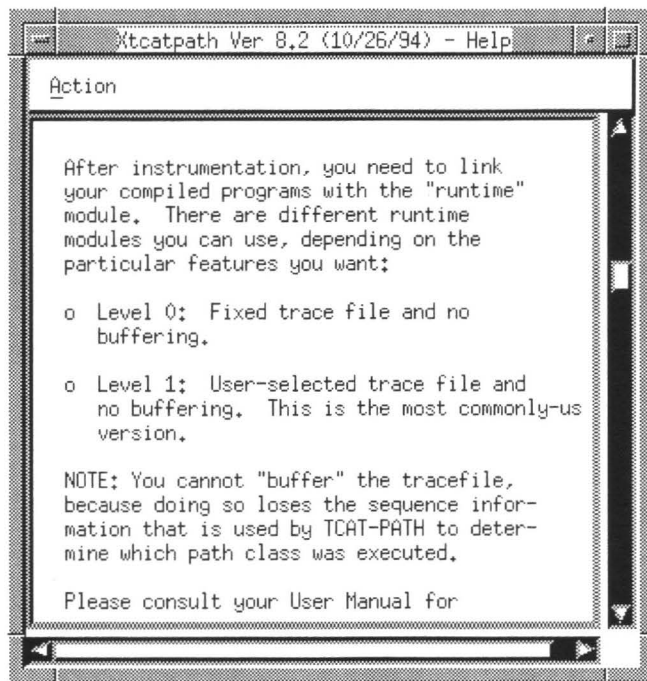 Xtcatpath Ver 8.2 (10/26/94) - Help
Action
After instrumentation, you need to link
your compiled programs with the "runtime"
module. There are different runtime
modules you can use, depending on the
particular features you want:
o Level 0: Fixed trace file and no
buffering.
o Level 1: User-selected trace file and
no buffering. This is the most commonly-us
version.
NOTE: You cannot "buffer" the tracefile,
because doing so loses the sequence infor-
mation that is used by TCAT-PATH to deter-
mine which path class was executed.
Please consult your User Manual for